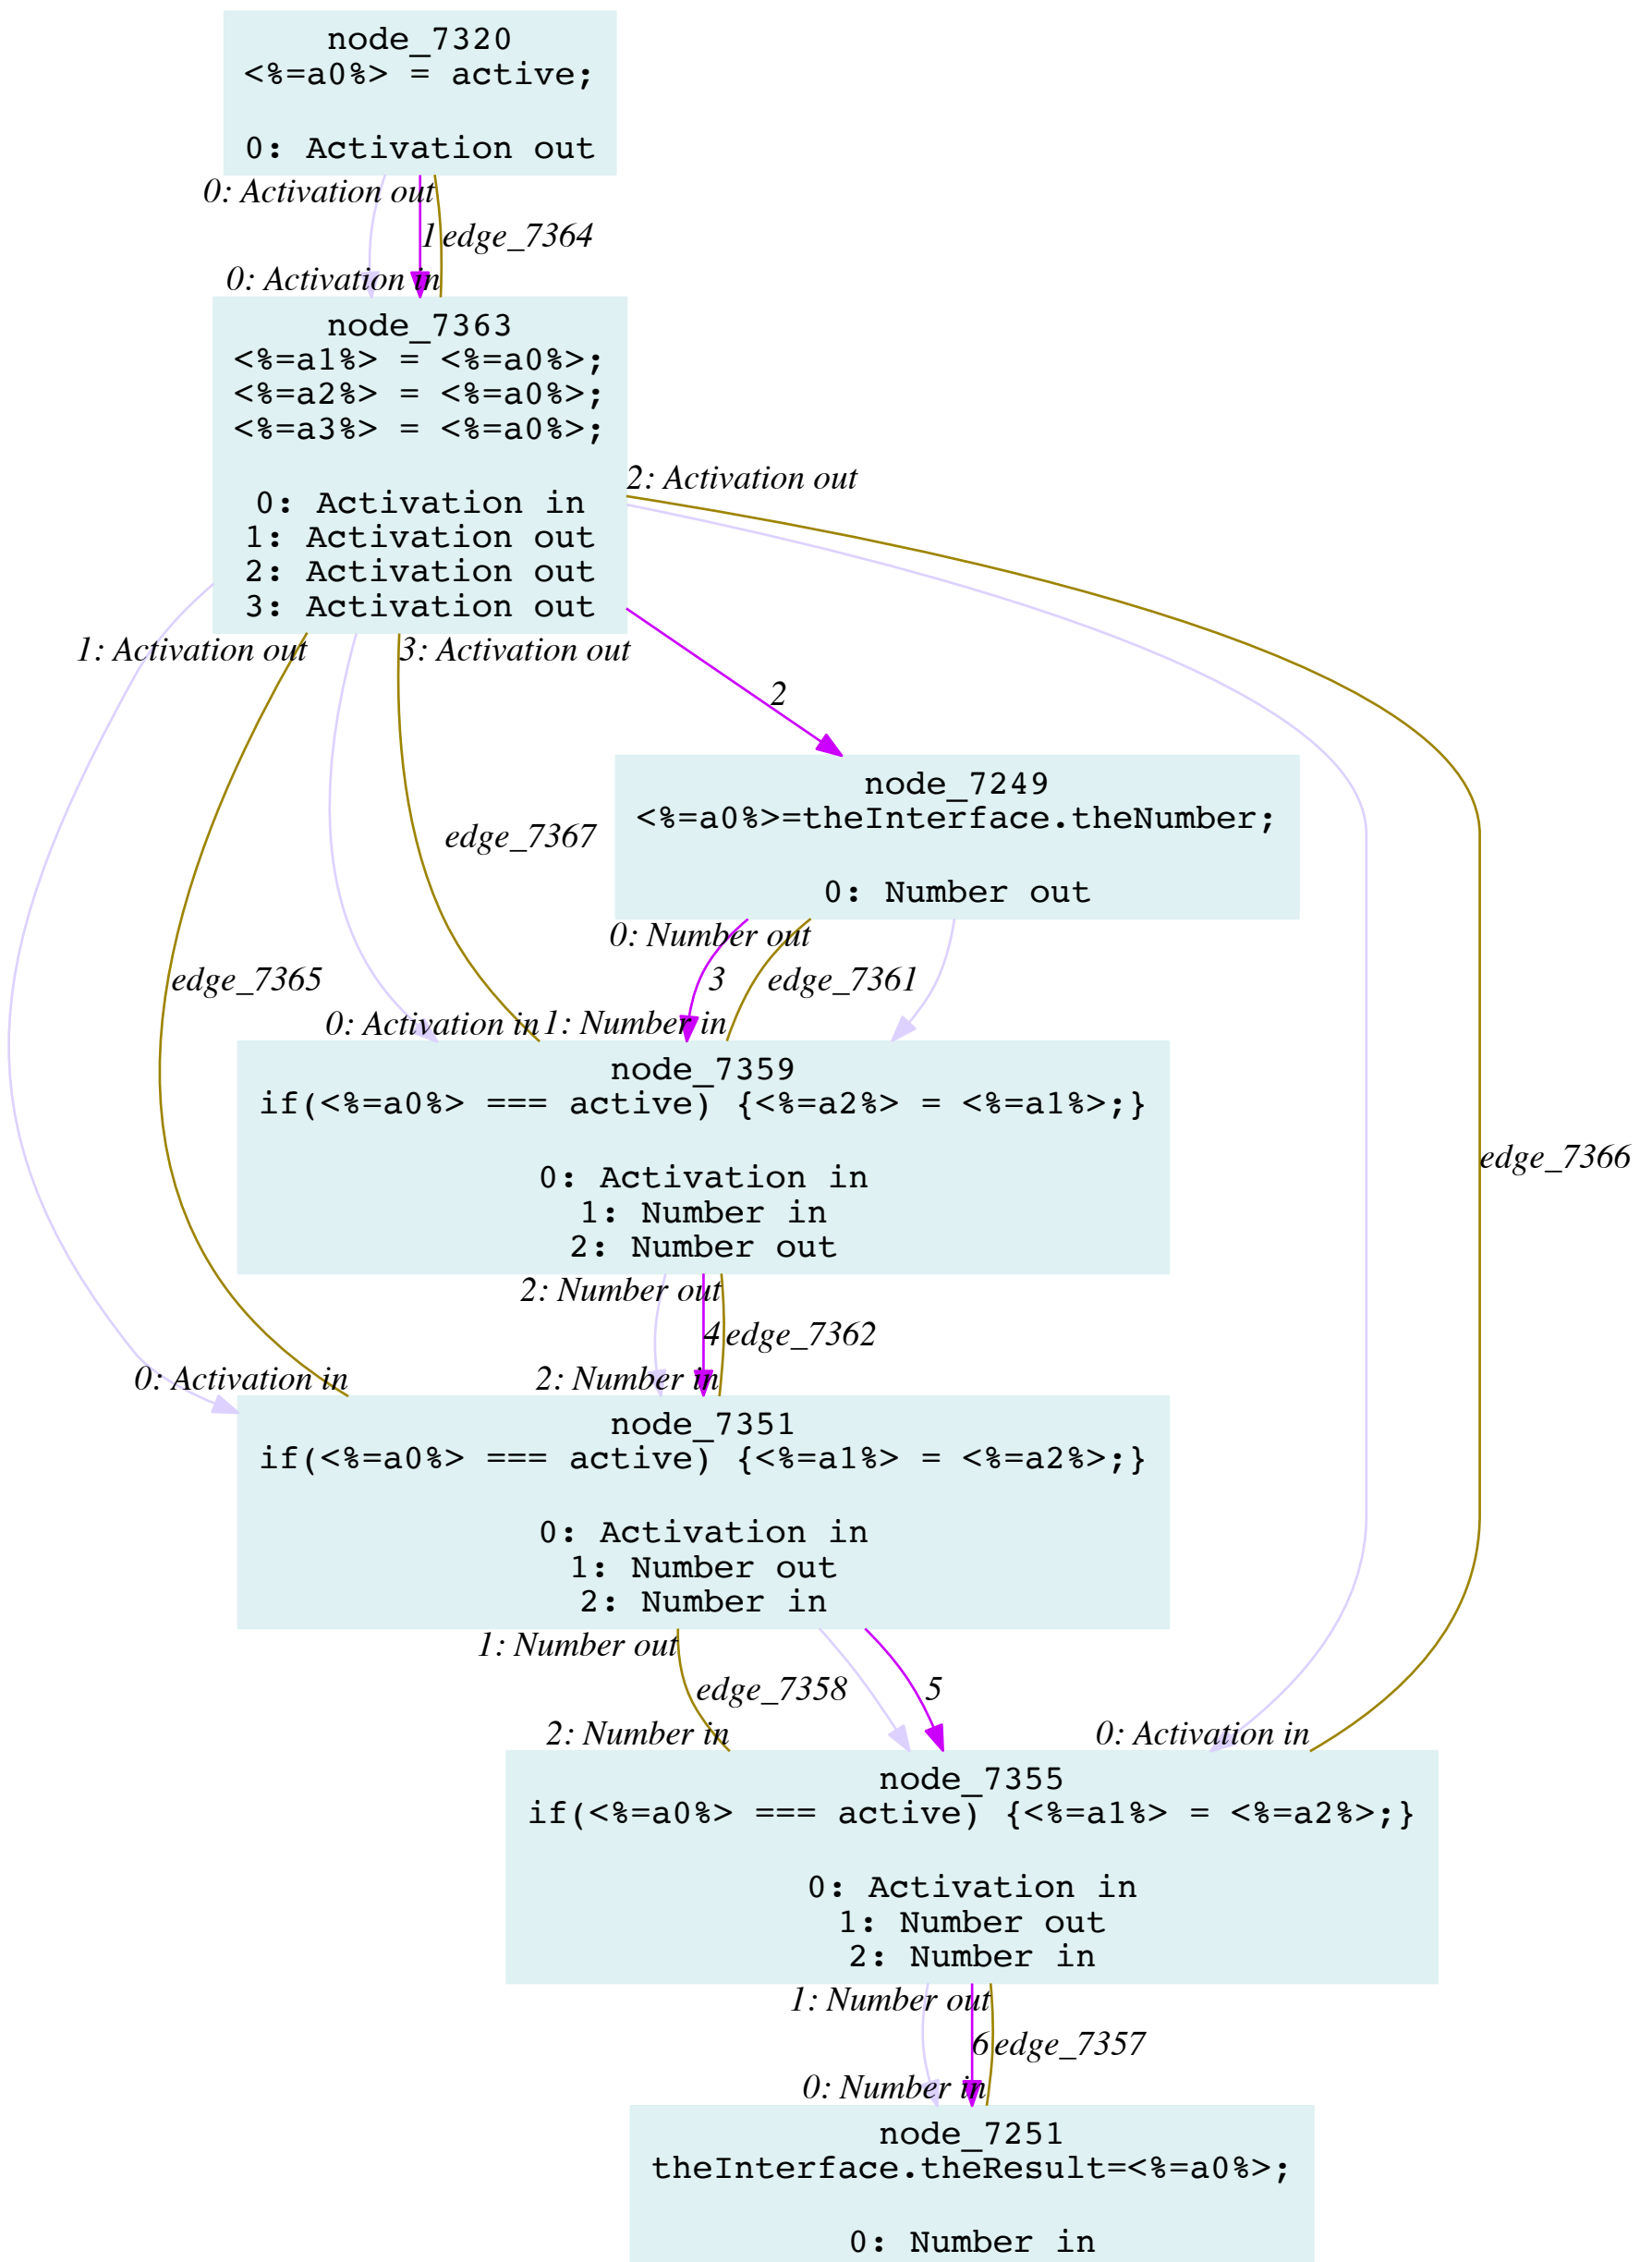 node_7320
<%=a0%> = active;
0: Activation out
0: Activation out
1 edge_7364
0: Activation in
node_7363
<%=a1%> = <%=a0%>;
<%=a2%> = <%=a0%>;
<%=a3%> = <%=a0%>;
0: Activation in
1: Activation out
2: Activation out
3: Activation out
2: Activation out
1: Activation out
3: Activation out
2
node_7249
<%=a0%>=theInterface.theNumber;
0: Number out
edge_7367
0: Number out
edge_7365
3
edge_7361
0: Activation in
1: Number in
node_7359
if(<%=a0%> === active) {<%=a2%> = <%=a1%>;}
0: Activation in
1: Number in
2: Number out
edge_7366
2: Number out
4 edge_7362
0: Activation in
2: Number in
node_7351
if(<%=a0%> === active) {<%=a1%> = <%=a2%>;}
0: Activation in
1: Number out
2: Number in
1: Number out
edge_7358
5
2: Number in
0: Activation in
node_7355
if(<%=a0%> === active) {<%=a1%> = <%=a2%>;}
0: Activation in
1: Number out
2: Number in
1: Number out
6 edge_7357
0: Number in
node_7251
theInterface.theResult=<%=a0%>;
0: Number in